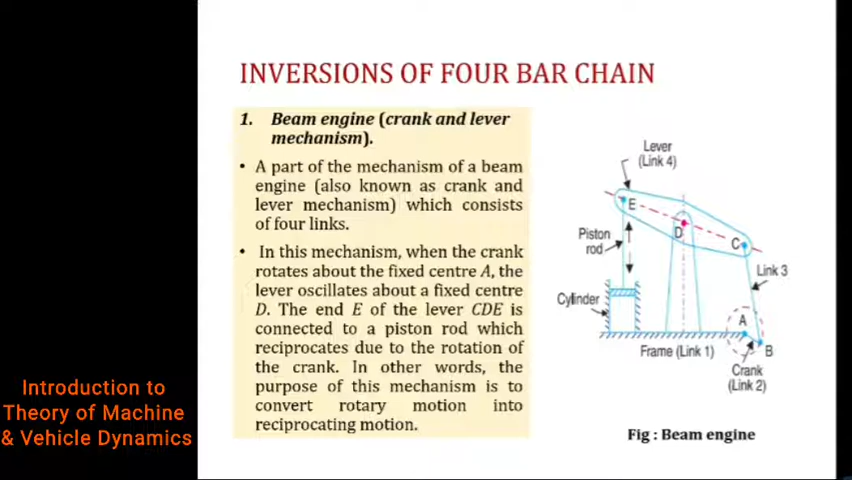 INVERSIONS OF FOUR BAR CHAIN
1. Beam engine (crank and lever
mechanism).
• A part of the mechanism of a beam
engine (also known as crank and
lever mechanism) which consists
of four links.
• In this mechanism, when the crank
rotates about the fixed centre A, the
lever oscillates about a fixed centre
D. The end E of the lever CDE is
connected to a piston rod which
reciprocates due to the rotation of
the crank. In other words, the
purpose of this mechanism is to
convert rotary motion into
reciprocating motion.
Lever
(Link 4)
E
D
C
Piston
rod
Link 3
Cylinder
A
B
Frame (Link 1)
Crank
(Link 2)
Fig : Beam engine
Introduction to
Theory of Machine
& Vehicle Dynamics